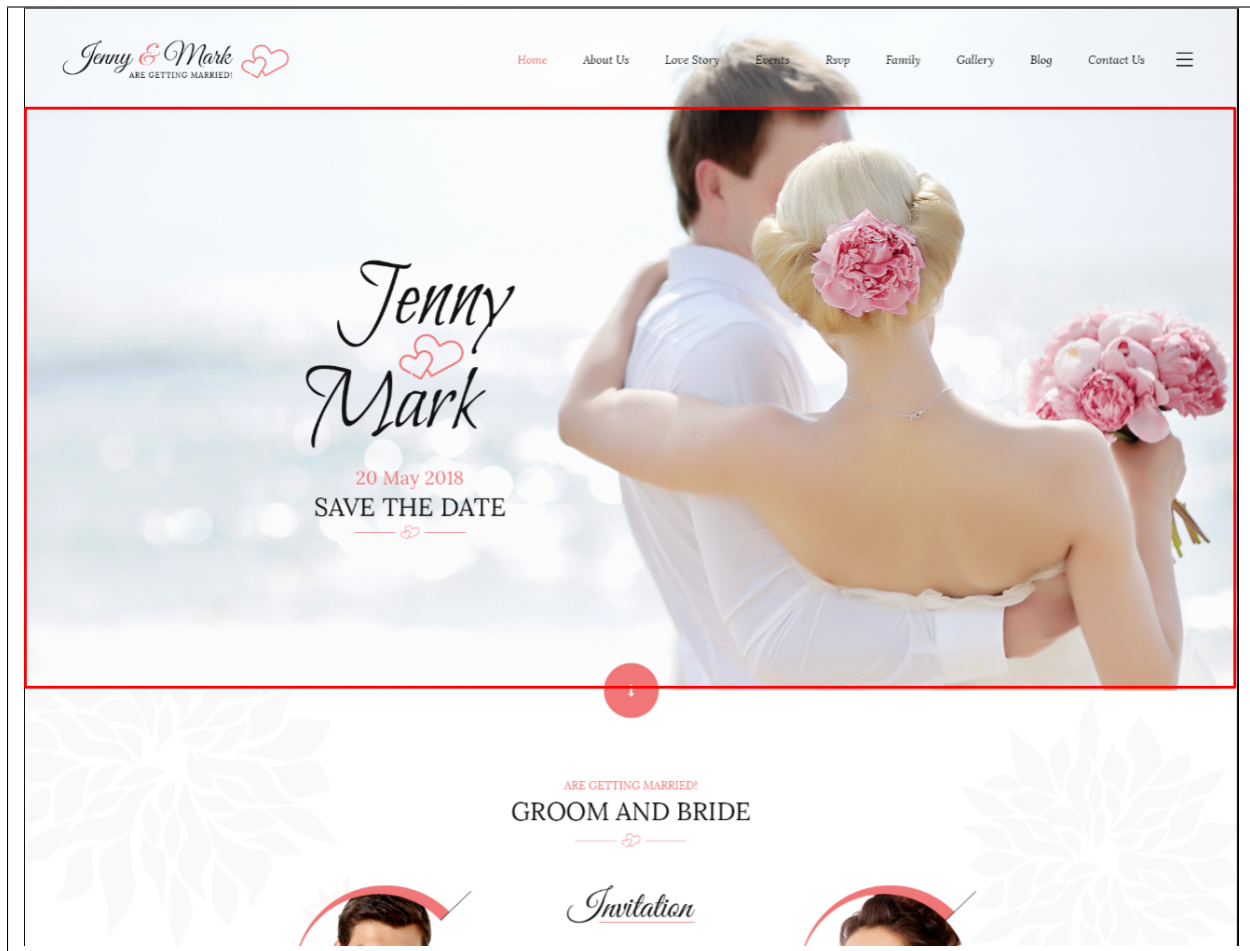 Jenny & Mark
ARE GETTING MARRIED!
Home About Us Love Story Events Rsvp Family Gallery Blog Contact Us
Jenny
Mark
20 May 2018
SAVE THE DATE
ARE GETTING MARRIED!
GROOM AND BRIDE
Invitation